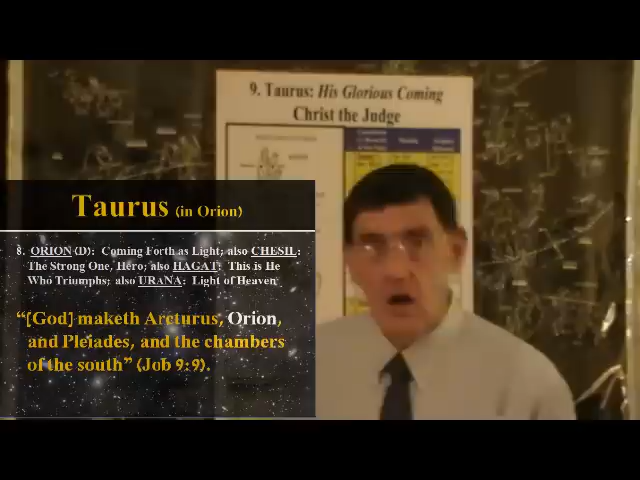 9. Taurus: His Glorious Coming
Christ the Judge
Taurus (in Orion)
8. ORION (D): Coming Forth as Light; also CHESIL:
The Strong One, Hero; also HAGAT: This is He
Who Triumphs; also URANA: Light of Heaven
“[God] maketh Arcturus, Orion,
and Pleiades, and the chambers
of the south” (Job 9:9).